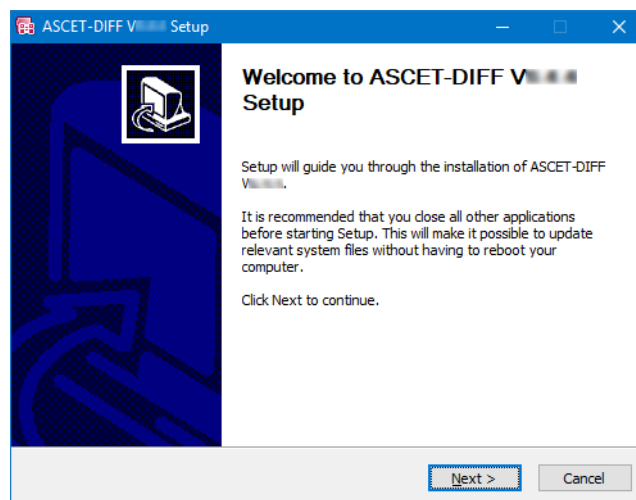 ASCET-DIFF V Setup
Welcome to ASCET-DIFF V
Setup
Setup will guide you through the installation of ASCET-DIFF
V
It is recommended that you close all other applications
before starting Setup. This will make it possible to update
relevant system files without having to reboot your
computer.
Click Next to continue.
Next >
Cancel